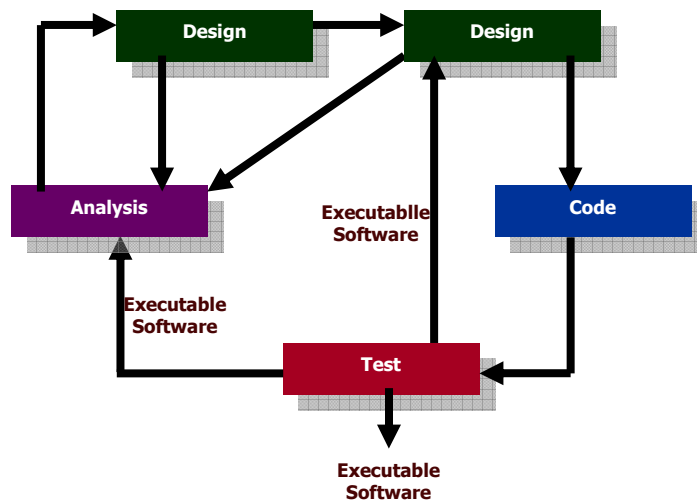 Design
Design
Analysis
Code
Executablle
Software
Executable
Software
Test
Executable
Software